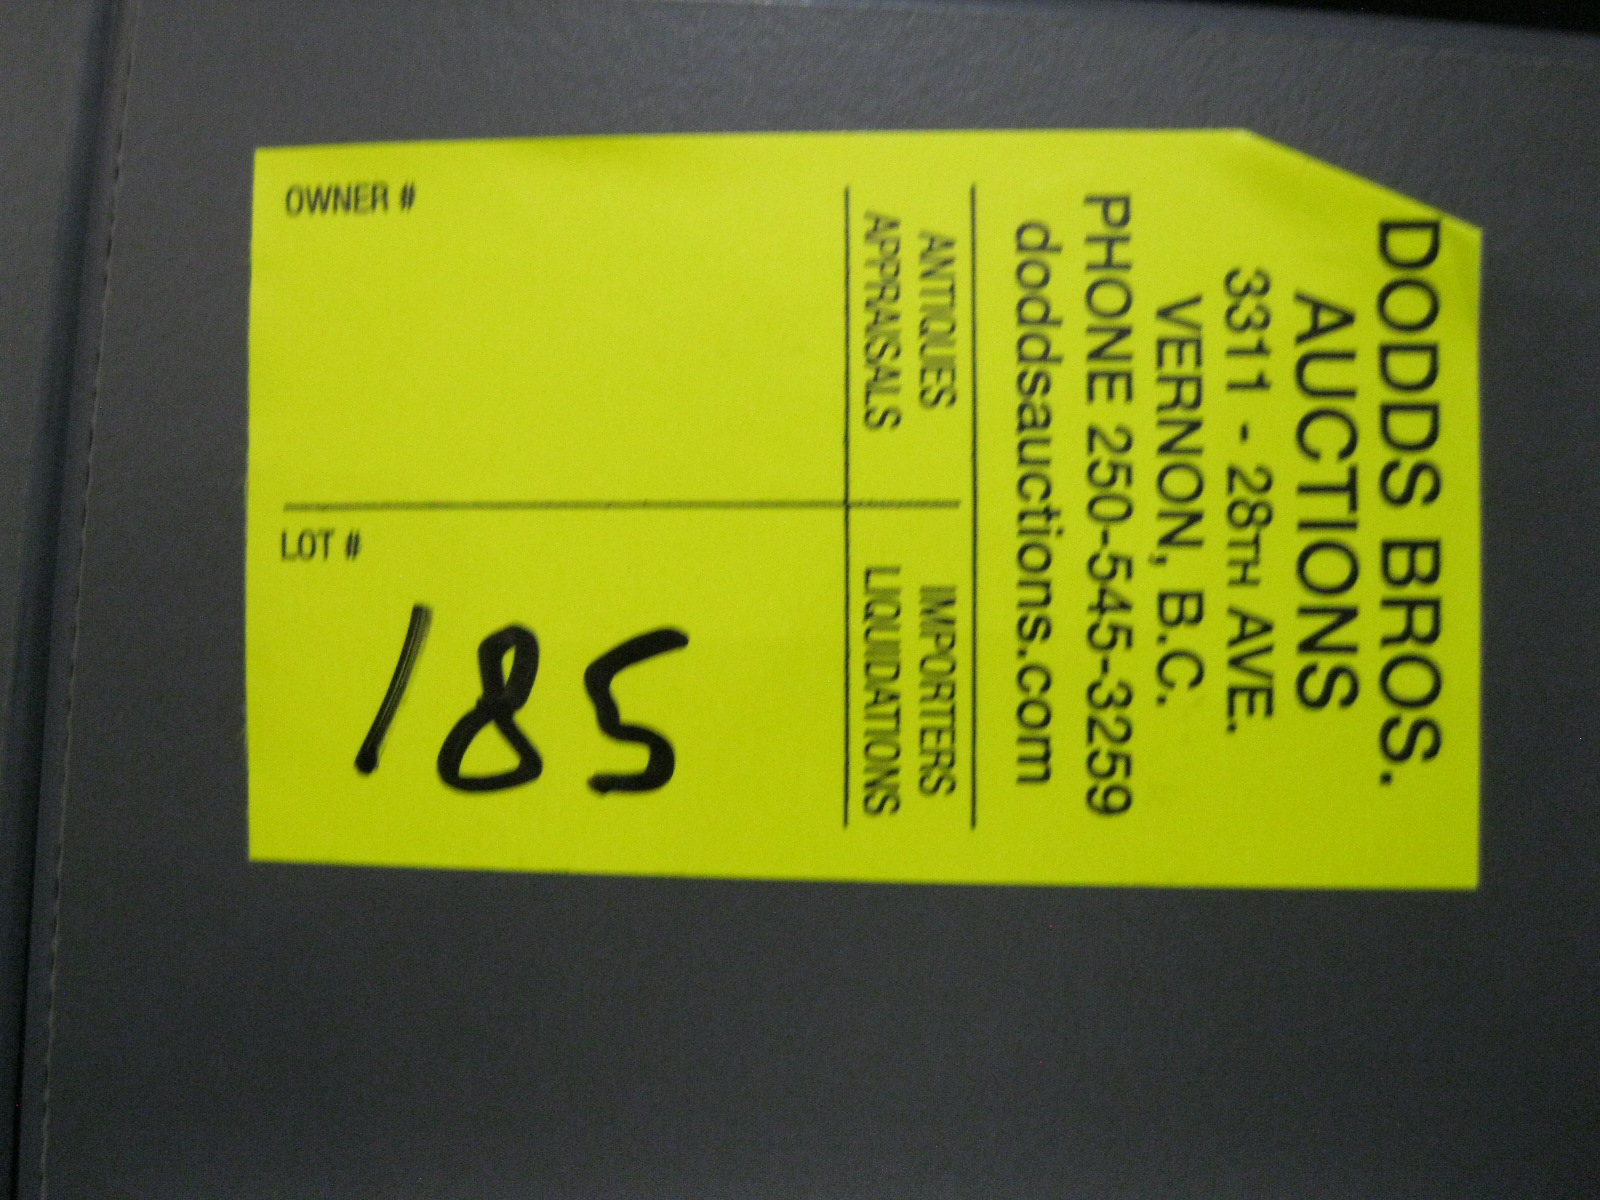 DODDS BROS.
AUCTIONS
3311 - 28TH AVE.
VERNON, B.C.
PHONE 250-545-3259
doddsauctions.com
ANTIQUES IMPORTERS
APPRAISALS LIQUIDATIONS
OWNER #
LOT #
185